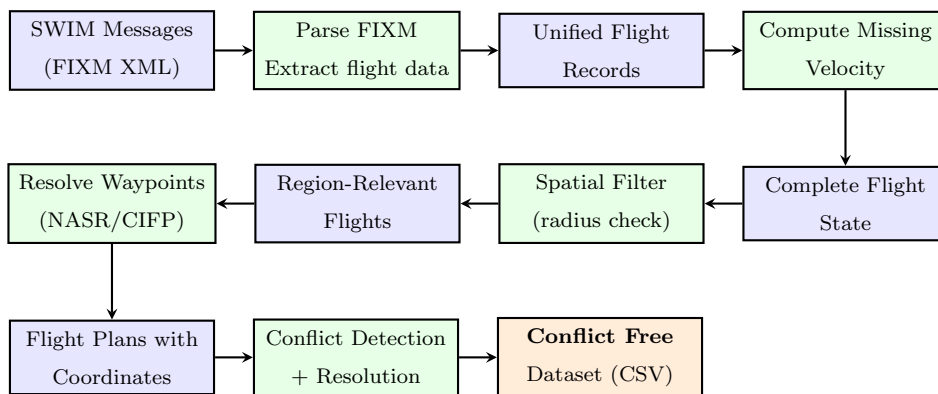 SWIM Messages
(FIXM XML)
Parse FIXM
Extract flight data
Unified Flight
Records
Compute Missing
Velocity
Complete Flight
State
Spatial Filter
(radius check)
Region-Relevant
Flights
Resolve Waypoints
(NASR/CIFP)
Flight Plans with
Coordinates
Conflict Detection
+ Resolution
Conflict Free
Dataset (CSV)